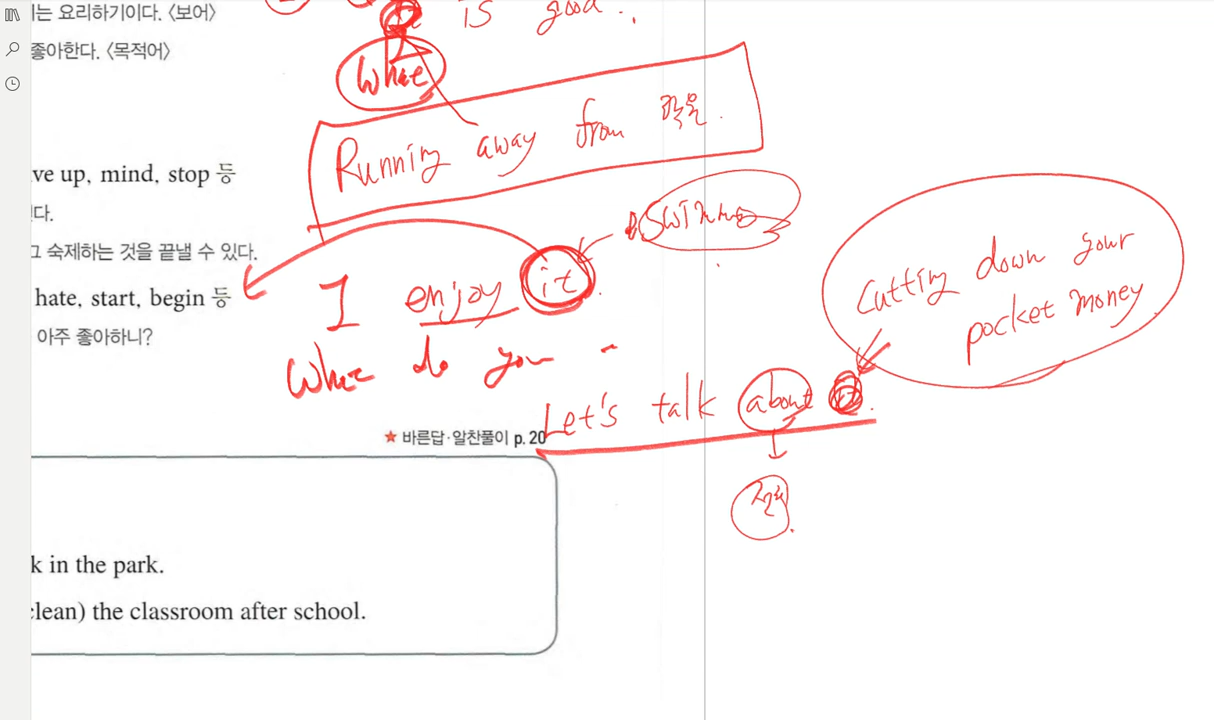 는 요리하기이다. 〈보어〉
is good.
좋아한다. 〈목적어〉
What
Running away from
ve up, mind, stop 등
다.
swimming
그 숙제하는 것을 끝낼 수 있다.
cutting down your
pocket money
hate, start, begin 등
I enjoy it.
아주 좋아하니?
What do you
Let's talk about it.
★ 바른답·알찬풀이 p. 20
k in the park.
clean) the classroom after school.